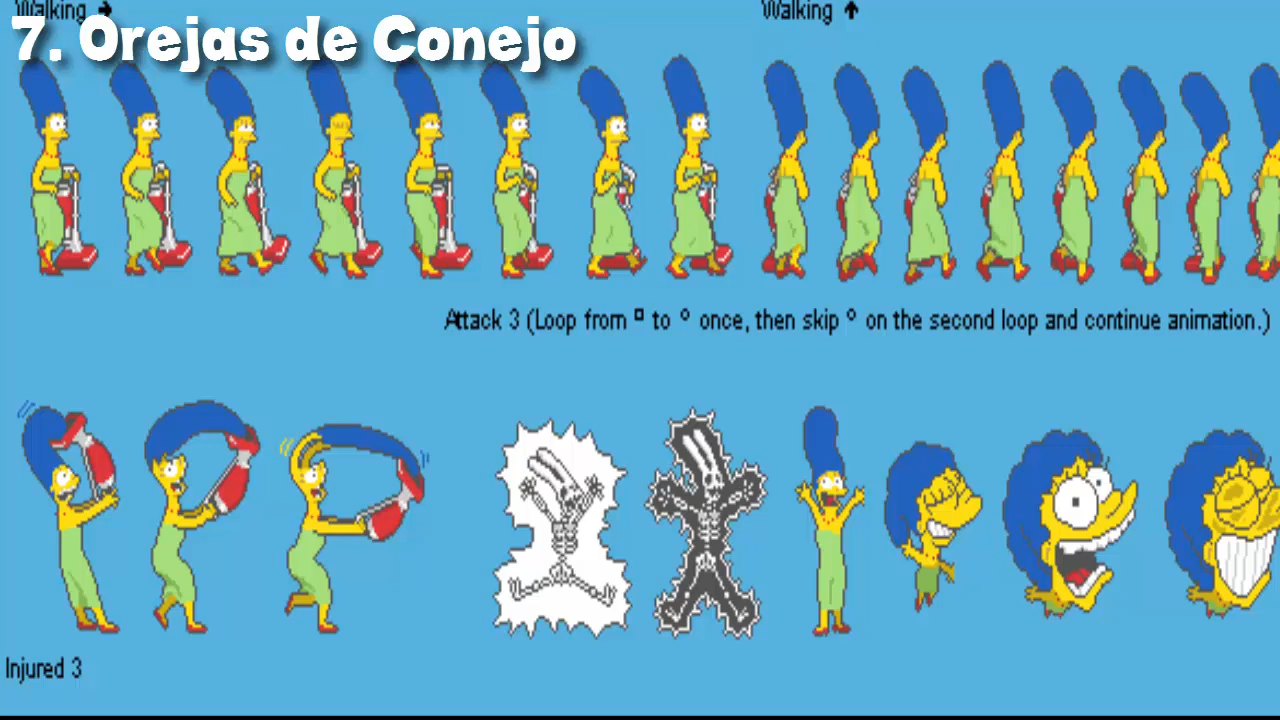 Walking →
Walking ↑
7. Orejas de Conejo
Attack 3 (Loop from ▫ to ° once, then skip ° on the second loop and continue animation.)
Injured 3